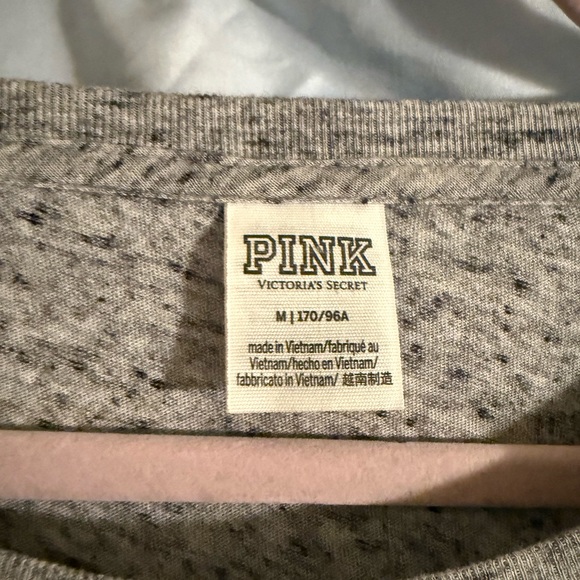 PINK
VICTORIA'S SECRET
M | 170/96A
made in Vietnam/fabriqué au
Vietnam/hecho en Vietnam/
fabbricato in Vietnam/ 越南制造